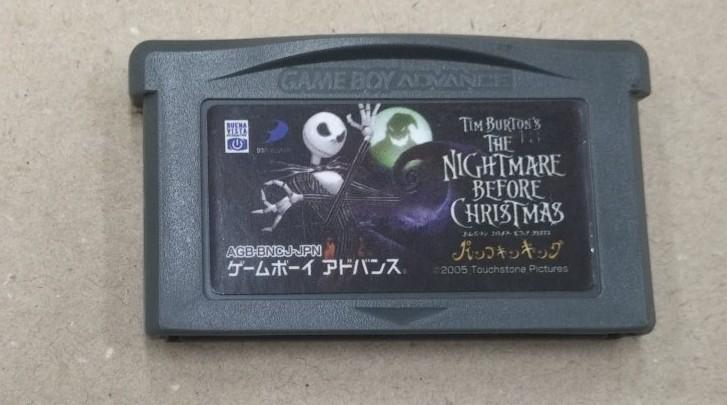 GAME BOY ADVANCE
BUENA
VISTA
TIM BURTON'S
THE
NIGHTMARE
BEFORE
CHRISTMAS
パンプキンキング
AGB-BNCJ-JPN
ゲームボーイ アドバンス
©2005 Touchstone Pictures